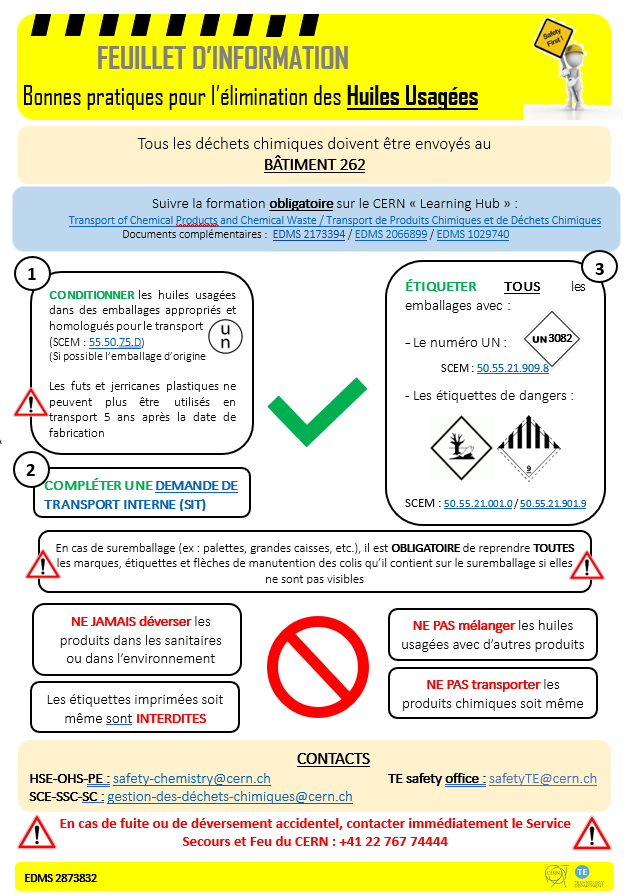 Safety First !
FEUILLET D'INFORMATION
Bonnes pratiques pour l'élimination des Huiles Usagées
Tous les déchets chimiques doivent être envoyés au
BÂTIMENT 262
Suivre la formation obligatoire sur le CERN « Learning Hub » :
Transport of Chemical Products and Chemical Waste / Transport de Produits Chimiques et de Déchets Chimiques
Documents complémentaires : EDMS 2173394 / EDMS 2066899 / EDMS 1029740
1
CONDITIONNER les huiles usagées
dans des emballages appropriés et
homologués pour le transport
(SCEM : 55.50.75.D)
(Si possible l'emballage d'origine
u
n
Les futs et jerricanes plastiques ne
peuvent plus être utilisés en
transport 5 ans après la date de
fabrication
2
COMPLÉTER UNE DEMANDE DE
TRANSPORT INTERNE (SIT)
3
ÉTIQUETER TOUS les
emballages avec :
- Le numéro UN :
UN 3082
SCEM : 50.55.21.909.8
- Les étiquettes de dangers :
9
SCEM : 50.55.21.001.0 / 50.55.21.901.9
En cas de suremballage (ex : palettes, grandes caisses, etc.), il est OBLIGATOIRE de reprendre TOUTES
les marques, étiquettes et flèches de manutention des colis qu'il contient sur le suremballage si elles
ne sont pas visibles
NE JAMAIS déverser les
produits dans les sanitaires
ou dans l'environnement
Les étiquettes imprimées soit
même sont INTERDITES
NE PAS mélanger les huiles
usagées avec d'autres produits
NE PAS transporter les
produits chimiques soit même
CONTACTS
HSE-OHS-PE : safety-chemistry@cern.ch
TE safety office : safetyTE@cern.ch
SCE-SSC-SC : gestion-des-déchets-chimiques@cern.ch
En cas de fuite ou de déversement accidentel, contacter immédiatement le Service
Secours et Feu du CERN : +41 22 767 74444
EDMS 2873832
CERN
TE
TECHNOLOGY
DEPARTMENT